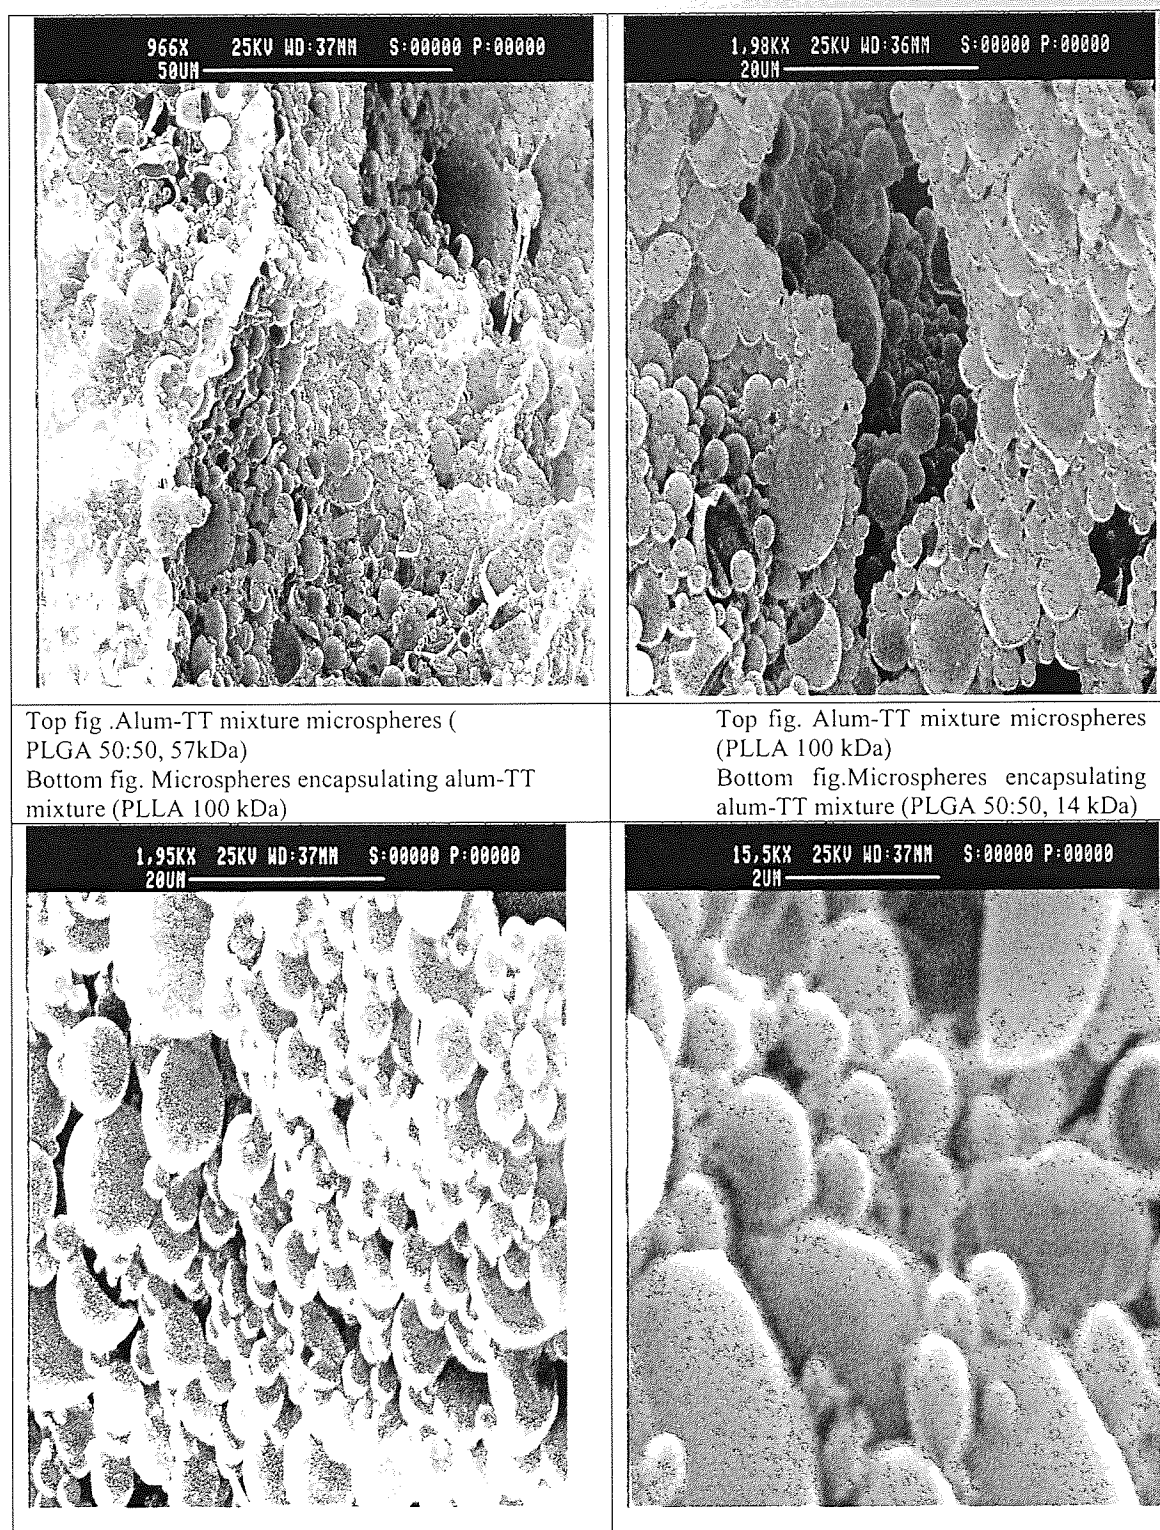 966X 25KV WD:37MM S:00000 P:00000
50UM
1,98KX 25KV WD:36MM S:00000 P:00000
20UM
Top fig .Alum-TT mixture microspheres (
PLGA 50:50, 57kDa)
Bottom fig. Microspheres encapsulating alum-TT
mixture (PLLA 100 kDa)
Top fig. Alum-TT mixture microspheres
(PLLA 100 kDa)
Bottom fig.Microspheres encapsulating
alum-TT mixture (PLGA 50:50, 14 kDa)
1,95KX 25KV WD:37MM S:00000 P:00000
20UM
15,5KX 25KV WD:37MM S:00000 P:00000
2UM